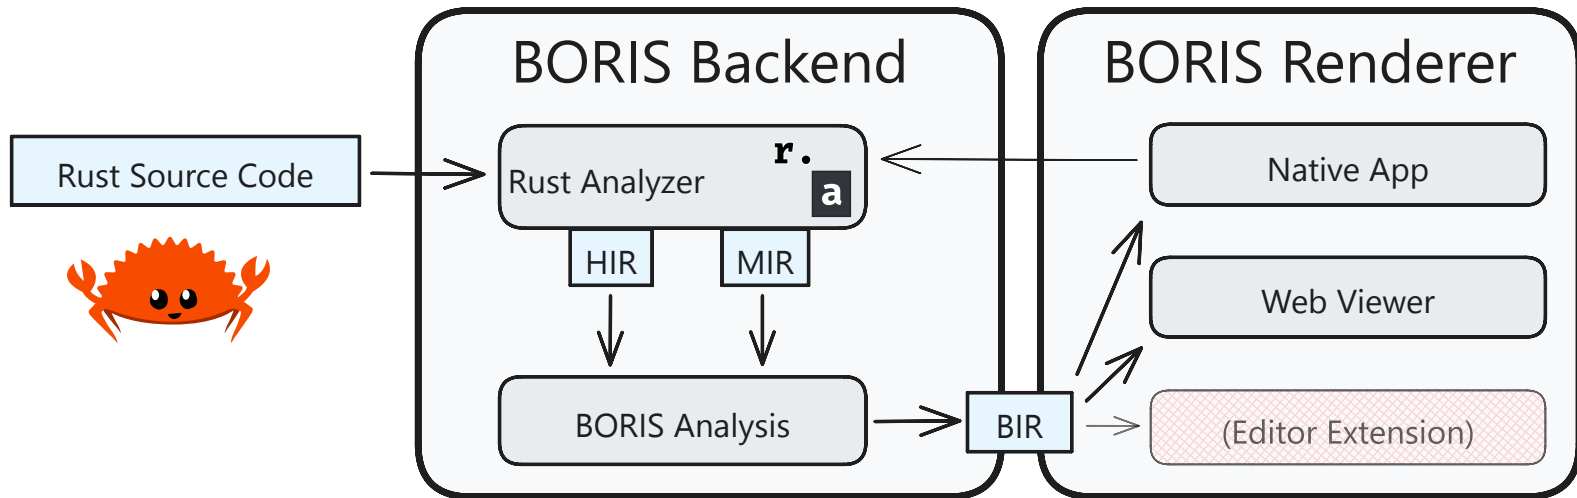 BORIS Backend
BORIS Renderer
Rust Source Code
Rust Analyzer
r.
a
HIR
MIR
BORIS Analysis
BIR
Native App
Web Viewer
(Editor Extension)